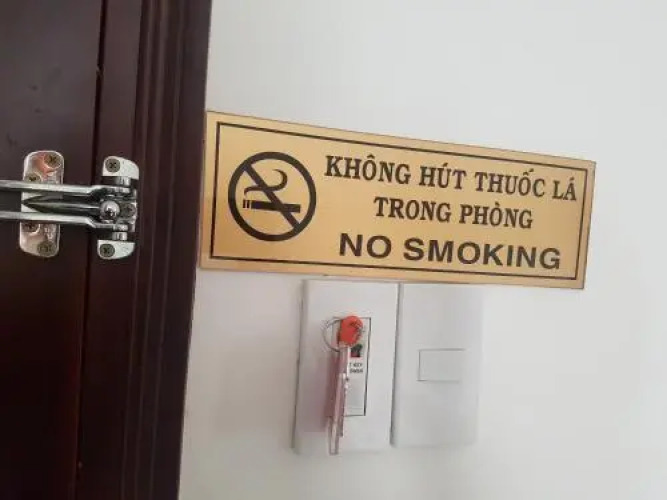 KHÔNG HÚT THUỐC LÁ
TRONG PHÒNG
NO SMOKING